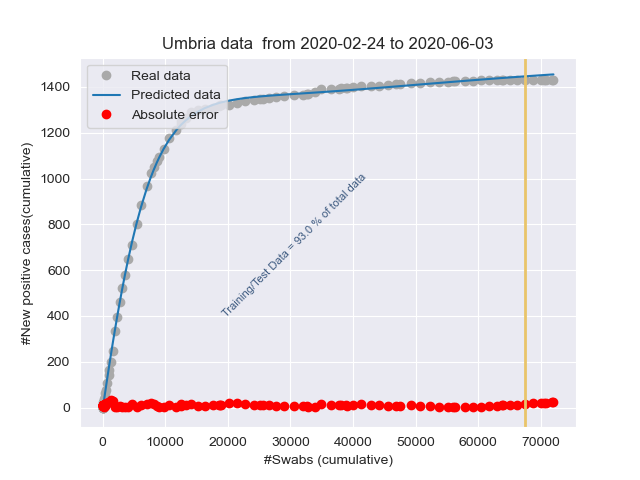 Umbria data  from 2020-02-24 to 2020-06-03
Real data
Predicted data
Absolute error
Training/Test Data = 93.0 % of total data
#New positive cases(cumulative)
1400
1200
1000
800
600
400
200
0
0 10000 20000 30000 40000 50000 60000 70000
#Swabs (cumulative)